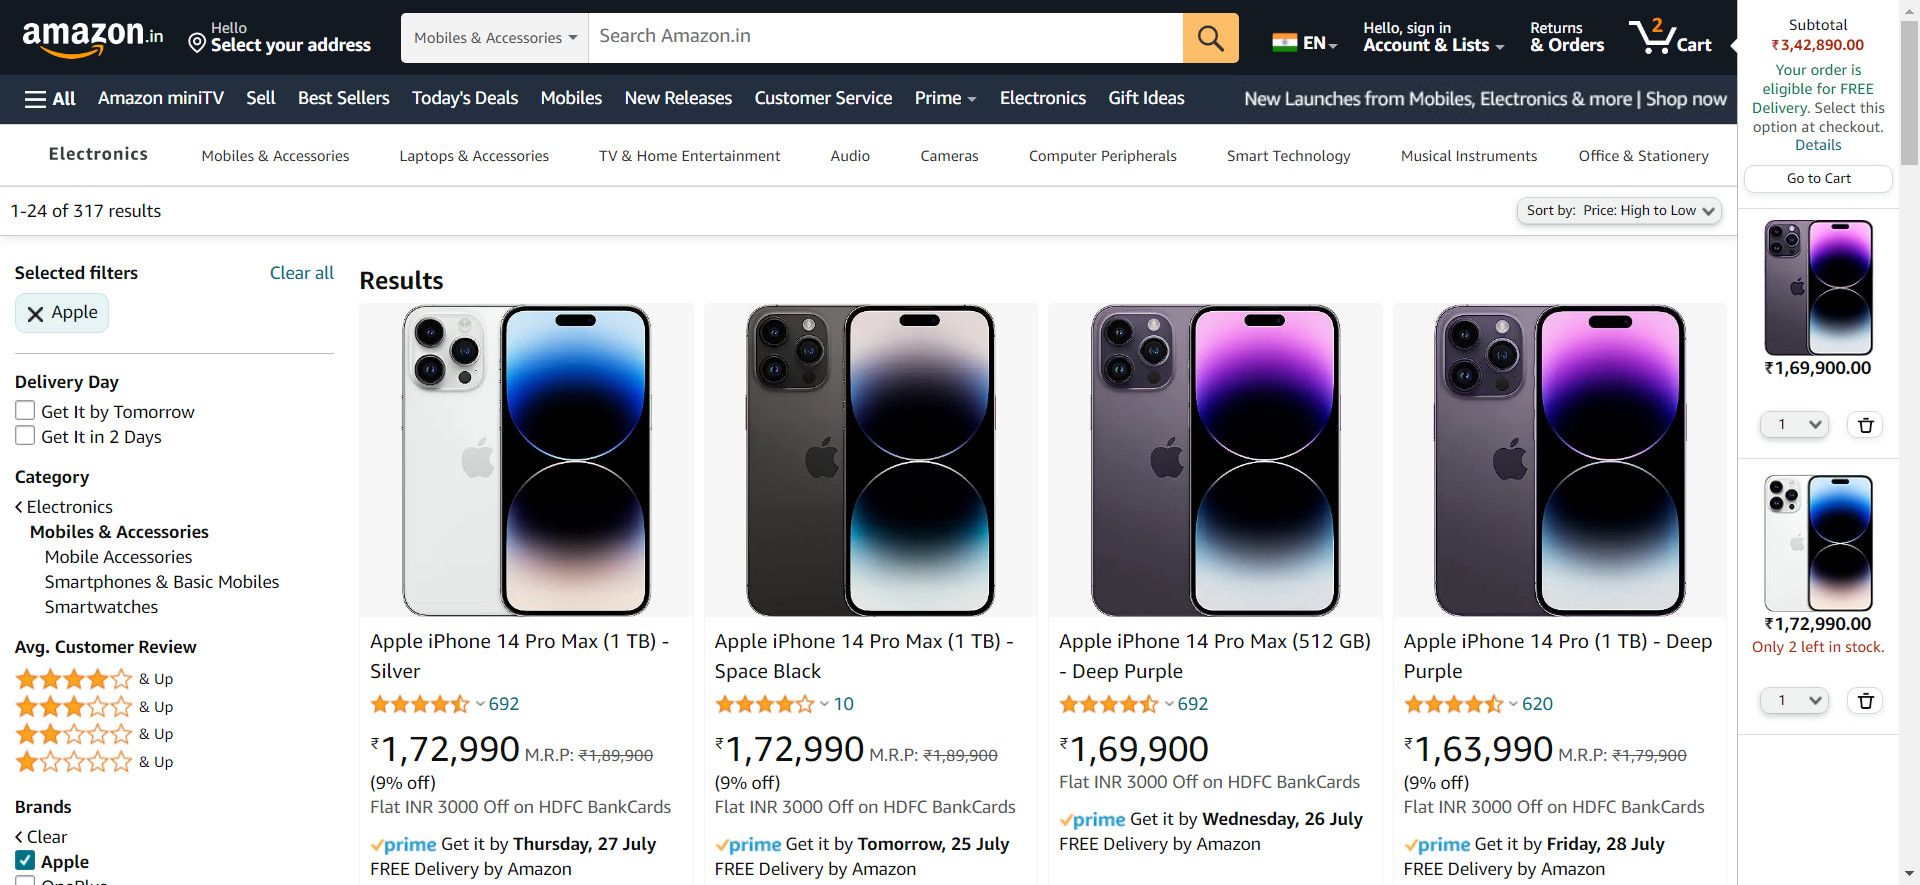 amazon.in
Hello
Select your address
Mobiles & Accessories
Search Amazon.in
EN
Hello, sign in
Account & Lists
Returns
& Orders
2
Cart
All
Amazon miniTV
Sell
Best Sellers
Today's Deals
Mobiles
New Releases
Customer Service
Prime
Electronics
Gift Ideas
New Launches from Mobiles, Electronics & more | Shop now
Electronics
Mobiles & Accessories
Laptops & Accessories
TV & Home Entertainment
Audio
Cameras
Computer Peripherals
Smart Technology
Musical Instruments
Office & Stationery
1-24 of 317 results
Sort by: Price: High to Low
Selected filters
Clear all
Apple
Delivery Day
Get It by Tomorrow
Get It in 2 Days
Category
Electronics
Mobiles & Accessories
Mobile Accessories
Smartphones & Basic Mobiles
Smartwatches
Avg. Customer Review
& Up
& Up
& Up
& Up
Brands
Clear
Apple
OnePlus
Results
Apple iPhone 14 Pro Max (1 TB) -
Silver
692
₹1,72,990 M.R.P: ₹1,89,900
(9% off)
Flat INR 3000 Off on HDFC BankCards
prime Get it by Thursday, 27 July
FREE Delivery by Amazon
Apple iPhone 14 Pro Max (1 TB) -
Space Black
10
₹1,72,990 M.R.P: ₹1,89,900
(9% off)
Flat INR 3000 Off on HDFC BankCards
prime Get it by Tomorrow, 25 July
FREE Delivery by Amazon
Apple iPhone 14 Pro Max (512 GB)
- Deep Purple
692
₹1,69,900
Flat INR 3000 Off on HDFC BankCards
prime Get it by Wednesday, 26 July
FREE Delivery by Amazon
Apple iPhone 14 Pro (1 TB) - Deep
Purple
620
₹1,63,990 M.R.P: ₹1,79,900
(9% off)
Flat INR 3000 Off on HDFC BankCards
prime Get it by Friday, 28 July
FREE Delivery by Amazon
Subtotal
₹3,42,890.00
Your order is
eligible for FREE
Delivery. Select this
option at checkout.
Details
Go to Cart
₹1,69,900.00
1
₹1,72,990.00
Only 2 left in stock.
1